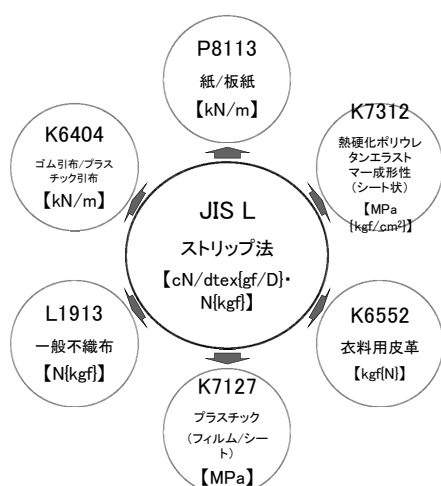 P8113
紙/板紙
【kN/m】
K6404
ゴム引布/プラス
チック引布
【kN/m】
K7312
熱硬化ポリウレ
タンエラスト
マー成形性
(シート状)
【MPa
{kgf/cm²}】
JIS L
ストリップ法
【cN/dtex{gf/D}・
N{kgf}】
L1913
一般不織布
【N{kgf}】
K6552
衣料用皮革
【kgf{N}】
K7127
プラスチック
(フィルム/シー
ト)
【MPa】